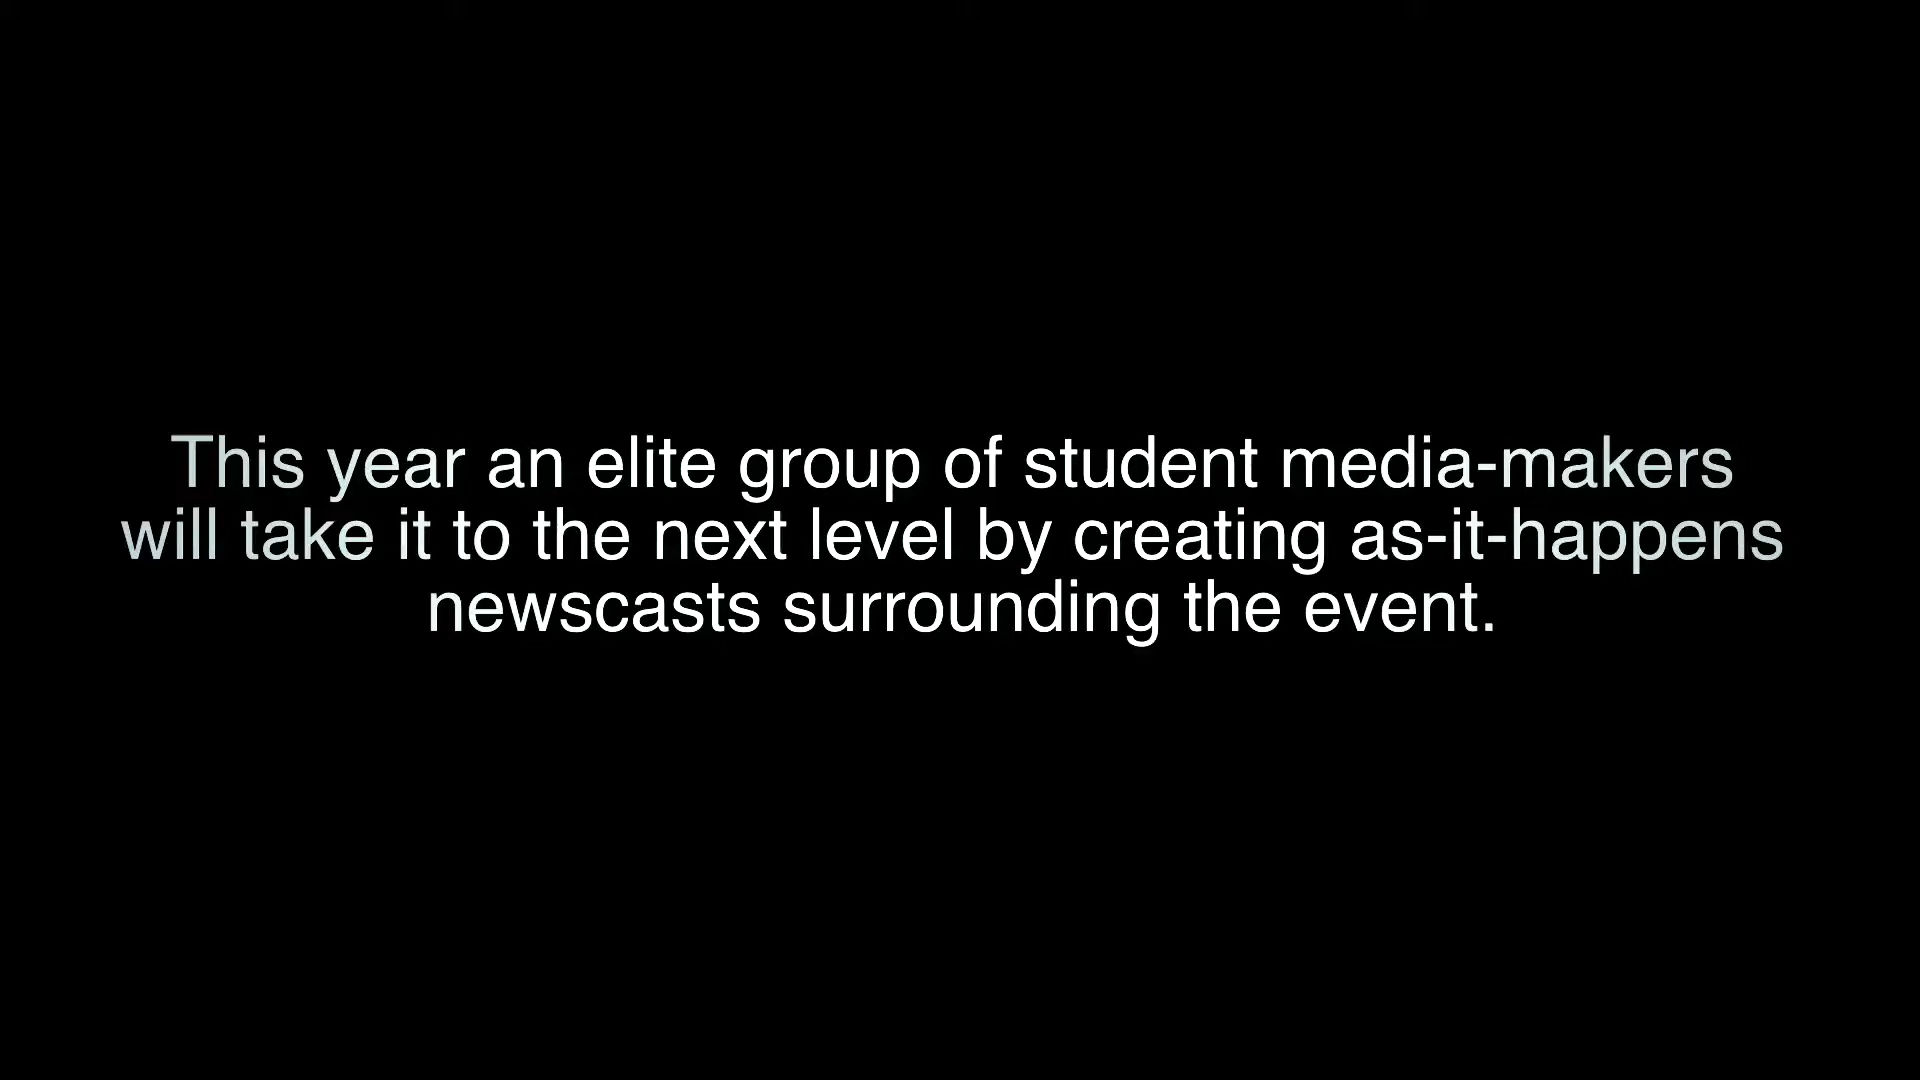 This year an elite group of student media-makers
will take it to the next level by creating as-it-happens
newscasts surrounding the event.